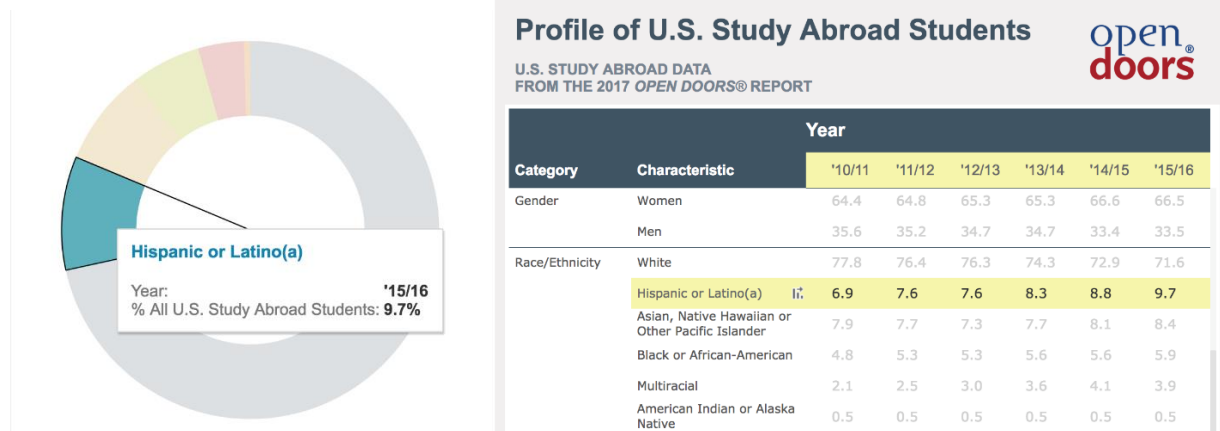 Hispanic or Latino(a)
Year: '15/16
% All U.S. Study Abroad Students: 9.7%
Profile of U.S. Study Abroad Students
open
doors®
U.S. STUDY ABROAD DATA
FROM THE 2017 OPEN DOORS® REPORT
Year
Category Characteristic '10/11 '11/12 '12/13 '13/14 '14/15 '15/16
Gender Women 64.4 64.8 65.3 65.3 66.6 66.5
Men 35.6 35.2 34.7 34.7 33.4 33.5
Race/Ethnicity White 77.8 76.4 76.3 74.3 72.9 71.6
Hispanic or Latino(a) 6.9 7.6 7.6 8.3 8.8 9.7
Asian, Native Hawaiian or
Other Pacific Islander 7.9 7.7 7.3 7.7 8.1 8.4
Black or African-American 4.8 5.3 5.3 5.6 5.6 5.9
Multiracial 2.1 2.5 3.0 3.6 4.1 3.9
American Indian or Alaska
Native 0.5 0.5 0.5 0.5 0.5 0.5